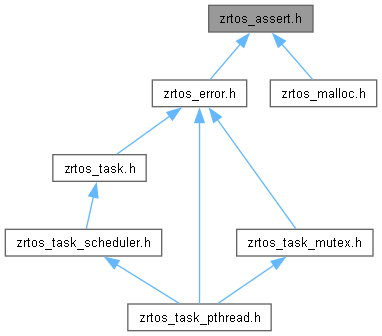 zrtos_assert.h
zrtos_error.h
zrtos_malloc.h
zrtos_task.h
zrtos_task_scheduler.h
zrtos_task_mutex.h
zrtos_task_pthread.h